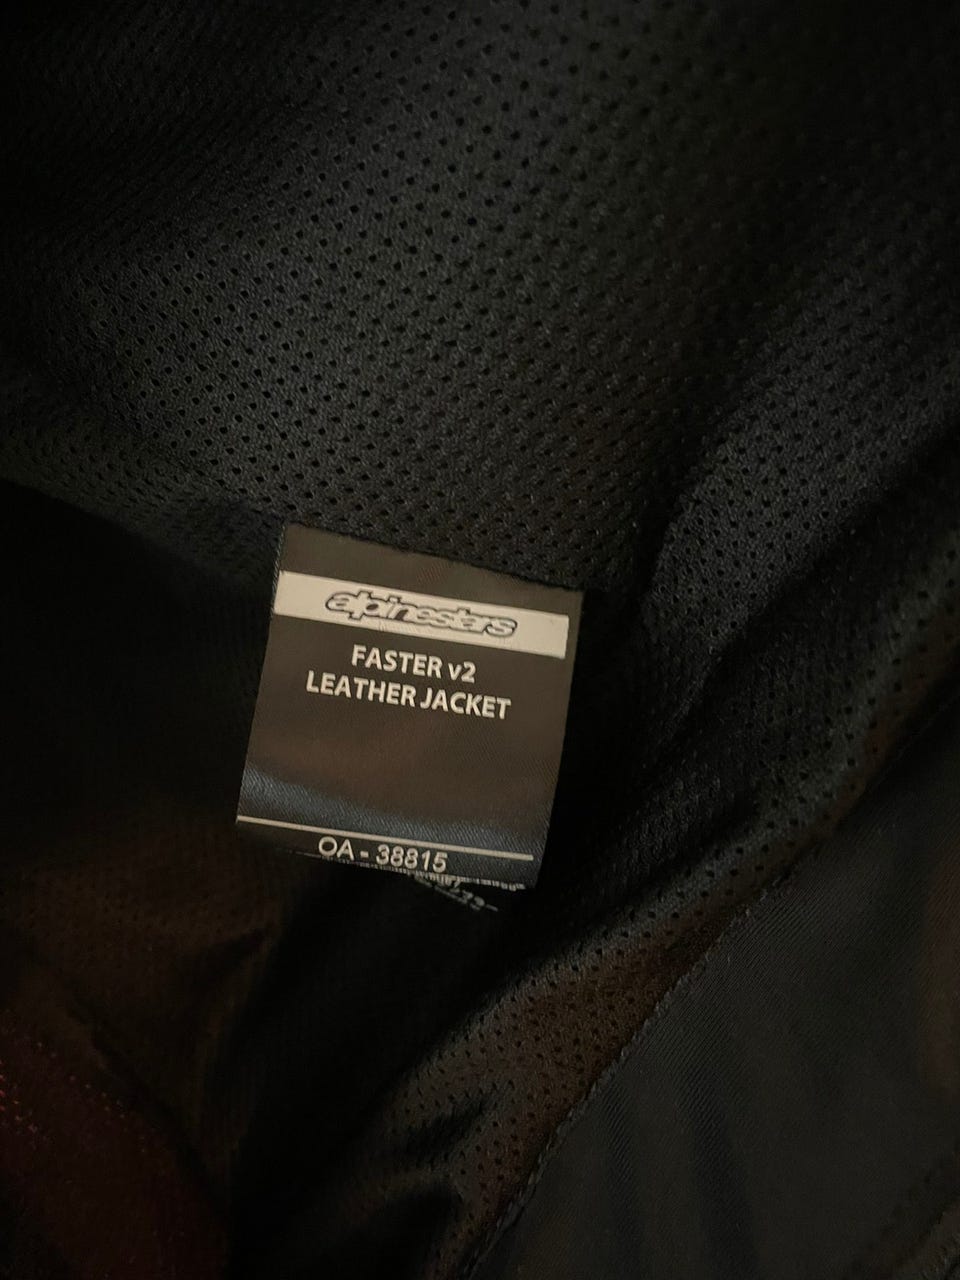 alpinestars
FASTER v2
LEATHER JACKET
OA - 38815